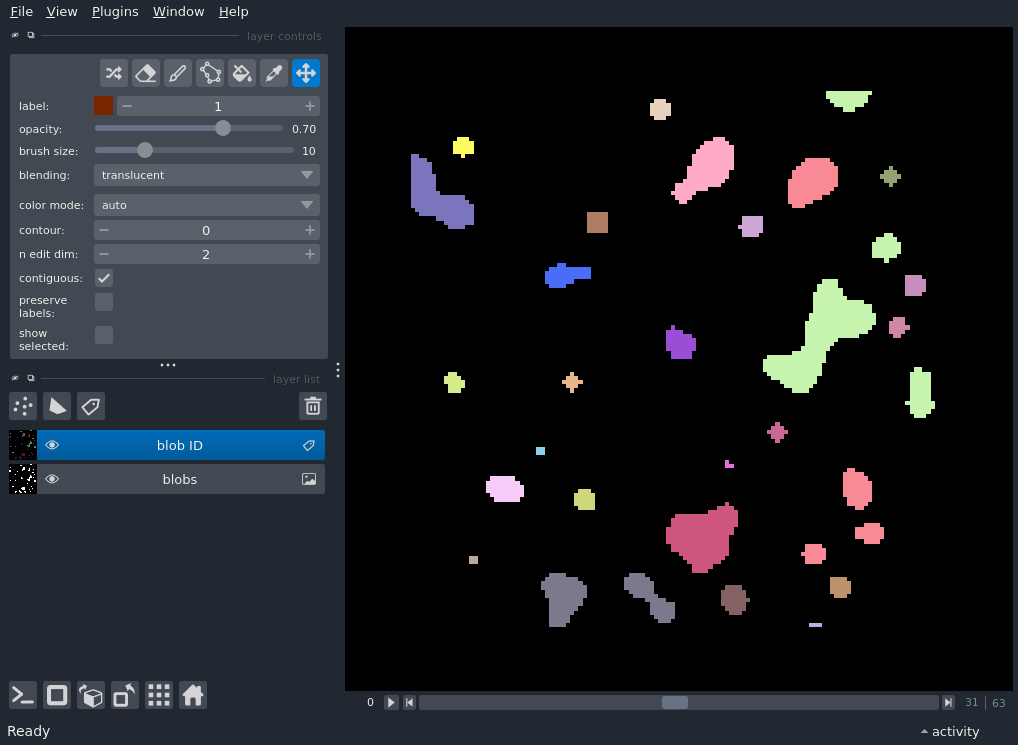 File View Plugins Window Help
layer controls
label: 1
opacity: 0.70
brush size: 10
blending: translucent
color mode: auto
contour: 0
n edit dim: 2
contiguous:
preserve
labels:
show
selected:
layer list
blob ID
blobs
0 31 63
Ready activity